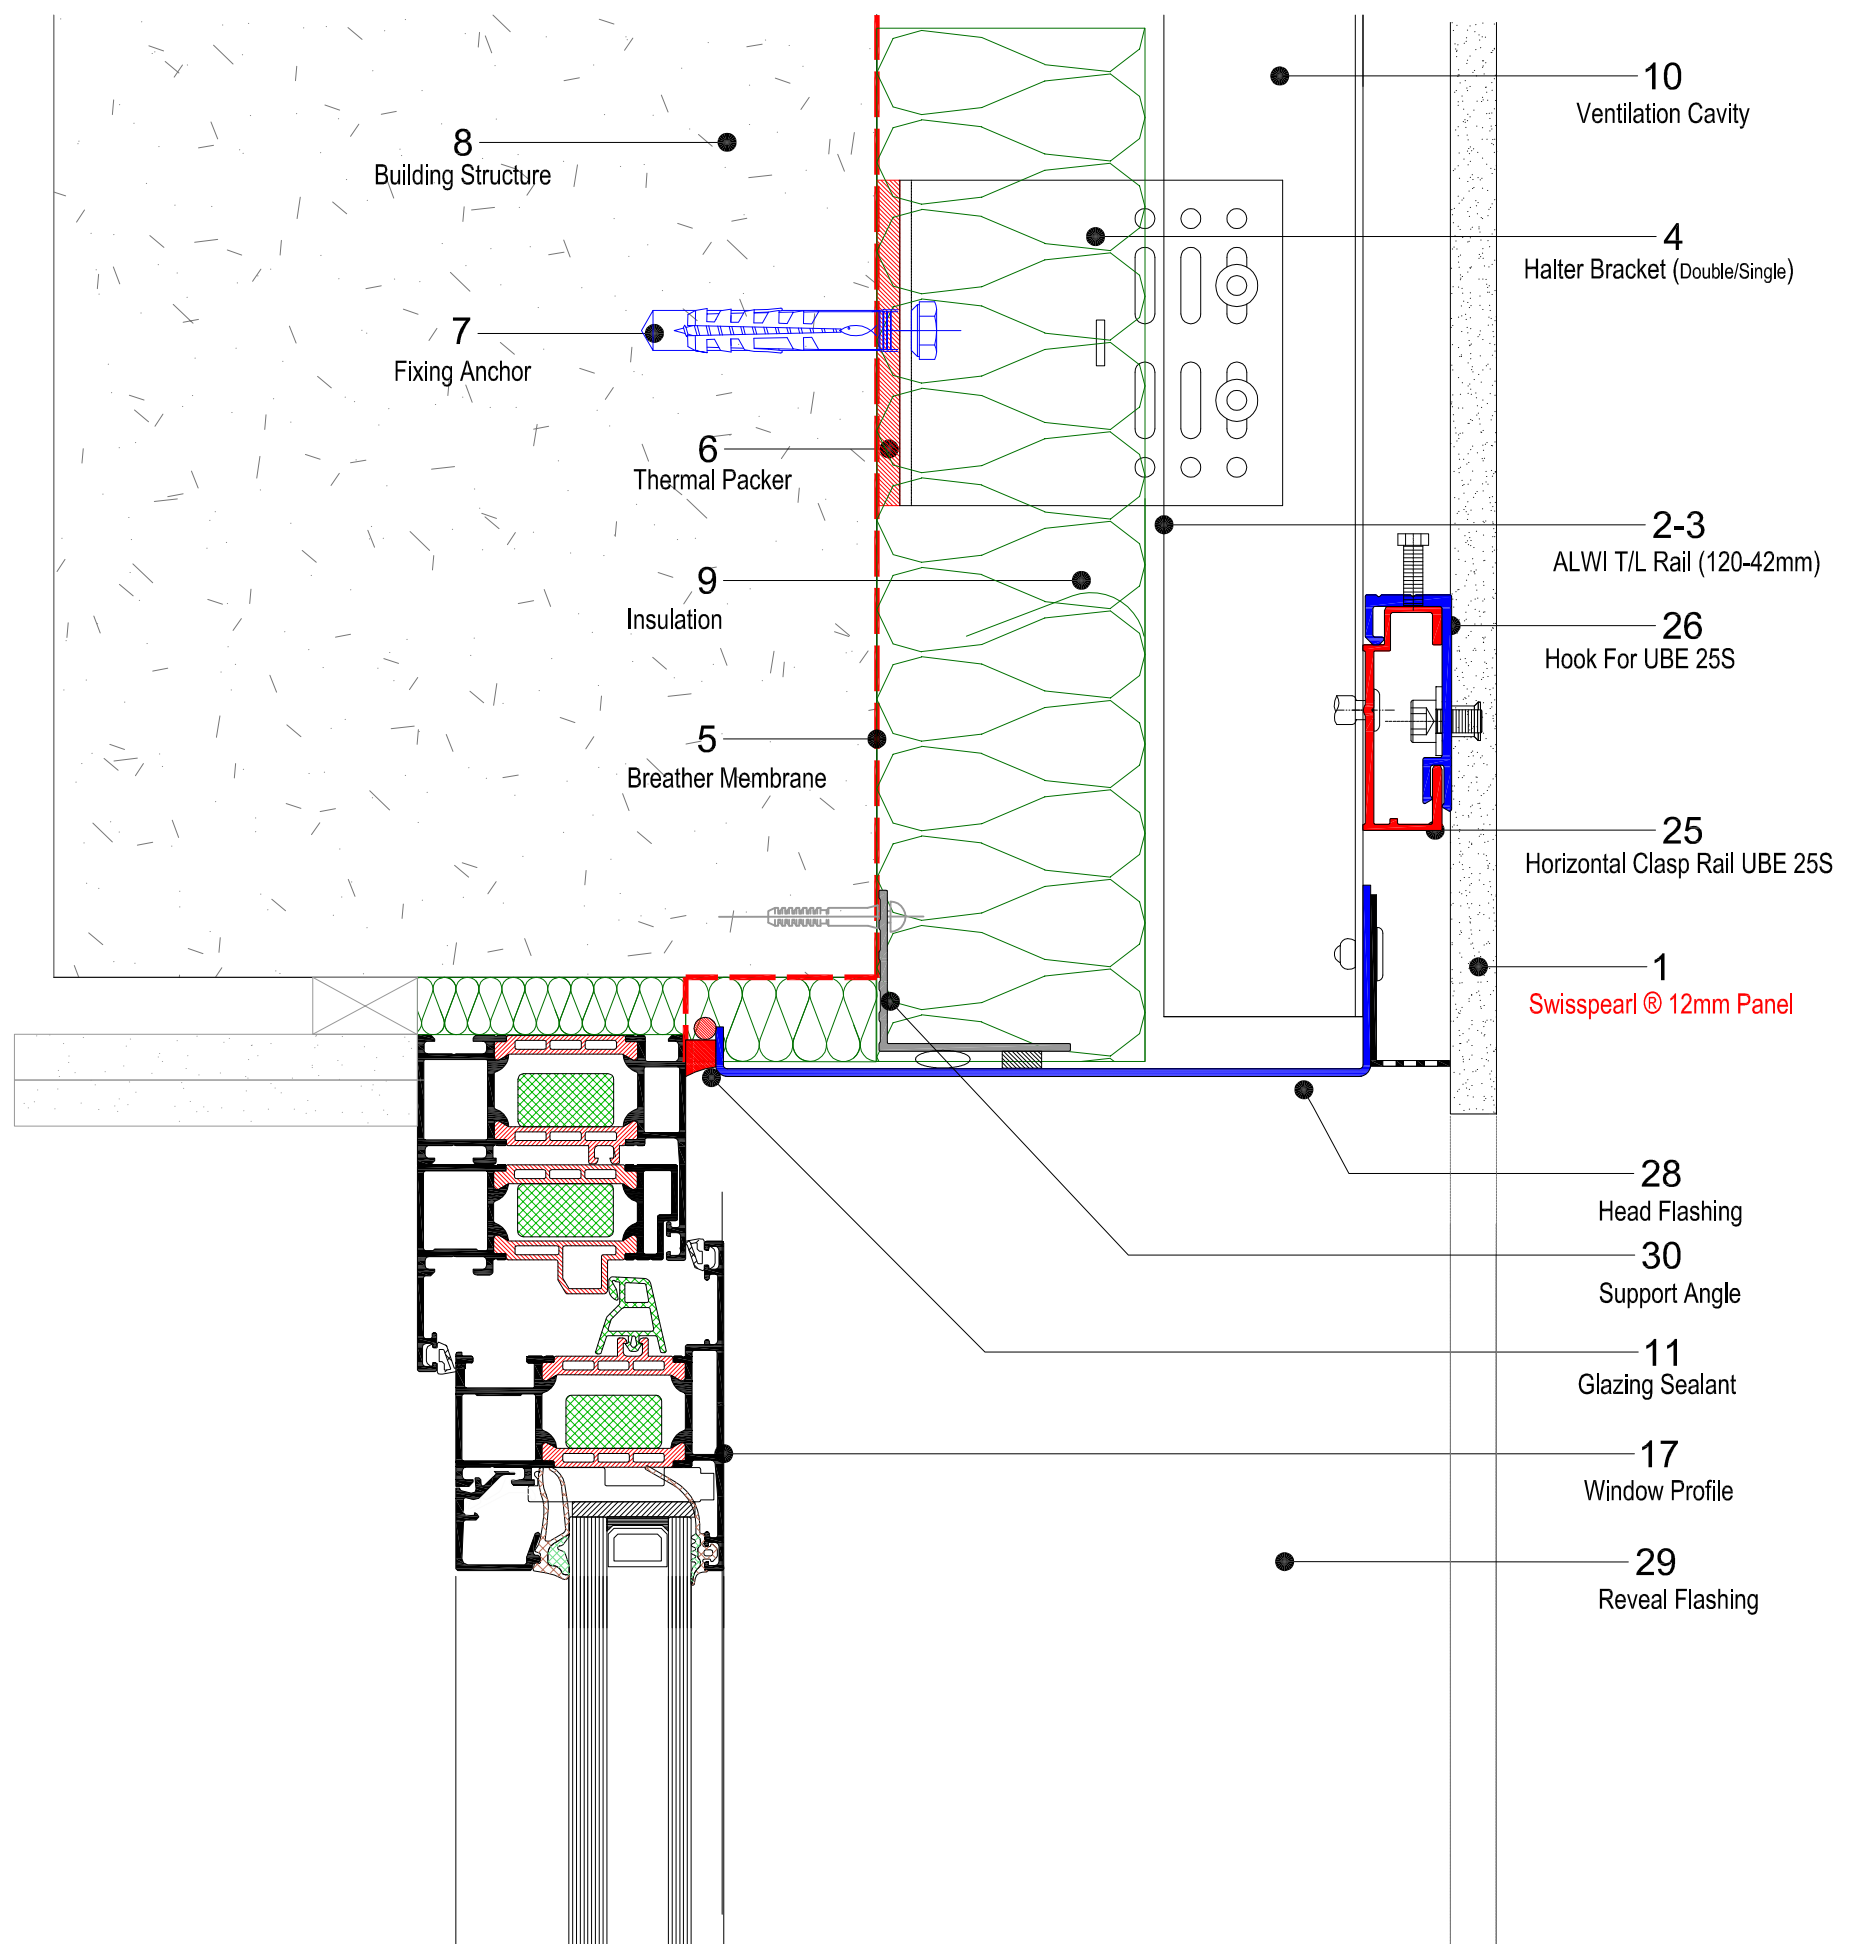 10
Ventilation Cavity
8
Building Structure
4
Halter Bracket (Double/Single)
7
Fixing Anchor
6
Thermal Packer
2-3
ALWI T/L Rail (120-42mm)
9
Insulation
26
Hook For UBE 25S
5
Breather Membrane
25
Horizontal Clasp Rail UBE 25S
1
Swisspearl ® 12mm Panel
28
Head Flashing
30
Support Angle
11
Glazing Sealant
17
Window Profile
29
Reveal Flashing